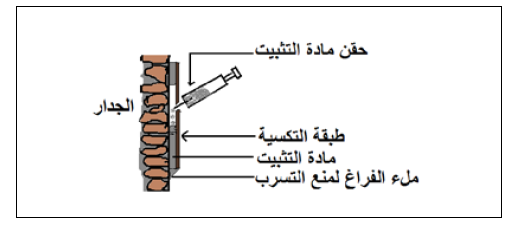 حقن مادة التثبيت
الجدار
طبقة التكسية
مادة التثبيت
ملء الفراغ لمنع التسرب